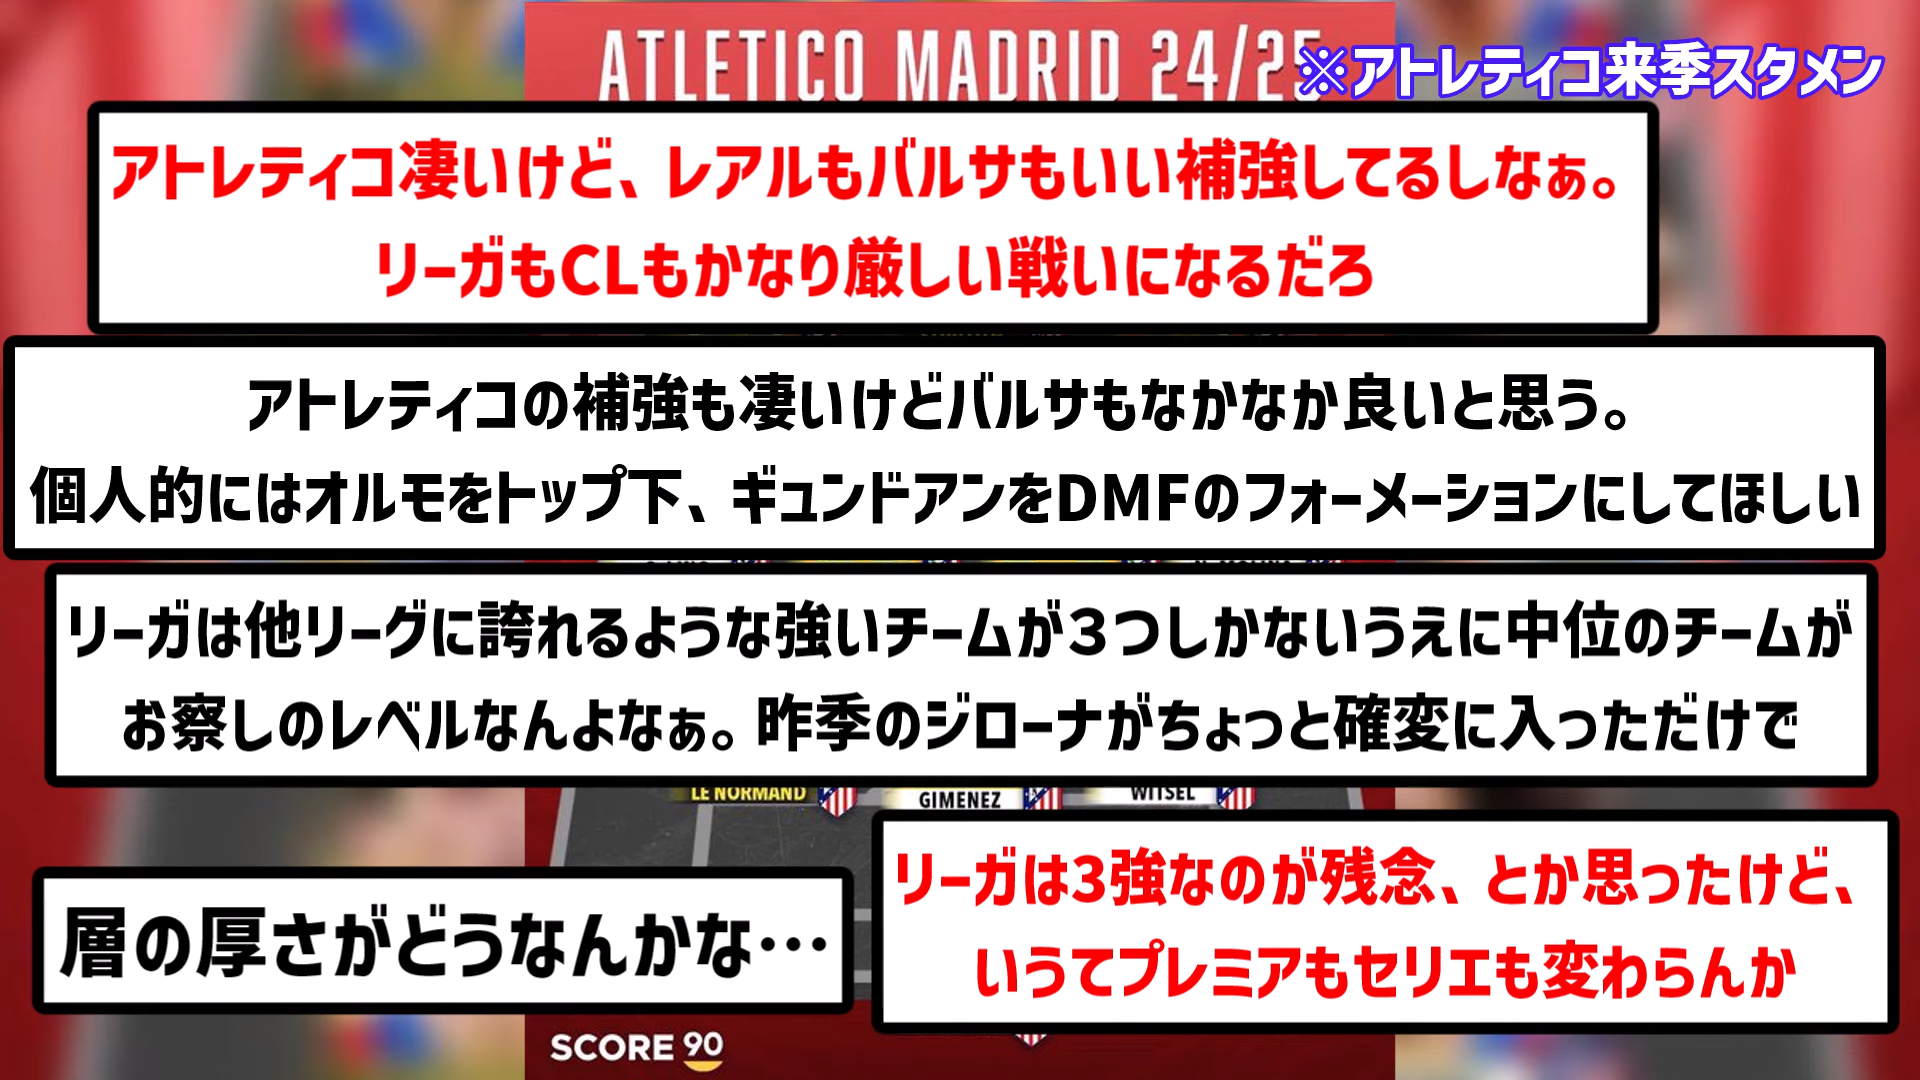 ATLETICO MADRID 24/25
※アトレティコ来季スタメン
アトレティコ凄いけど、レアルもバルサもいい補強してるしなぁ。
リーガもCLもかなり厳しい戦いになるだろ
アトレティコの補強も凄いけどバルサもなかなか良いと思う。
個人的にはオルモをトップ下、ギュンドアンをDMFのフォーメーションにしてほしい
リーガは他リーグに誇れるような強いチームが３つしかないうえに中位のチームが
お察しのレベルなんよなぁ。昨季のジローナがちょっと確変に入っただけで
LE NORMAND
GIMENEZ
WITSEL
リーガは3強なのが残念、とか思ったけど、
いうてプレミアもセリエも変わらんか
層の厚さがどうなんかな…
SCORE 90